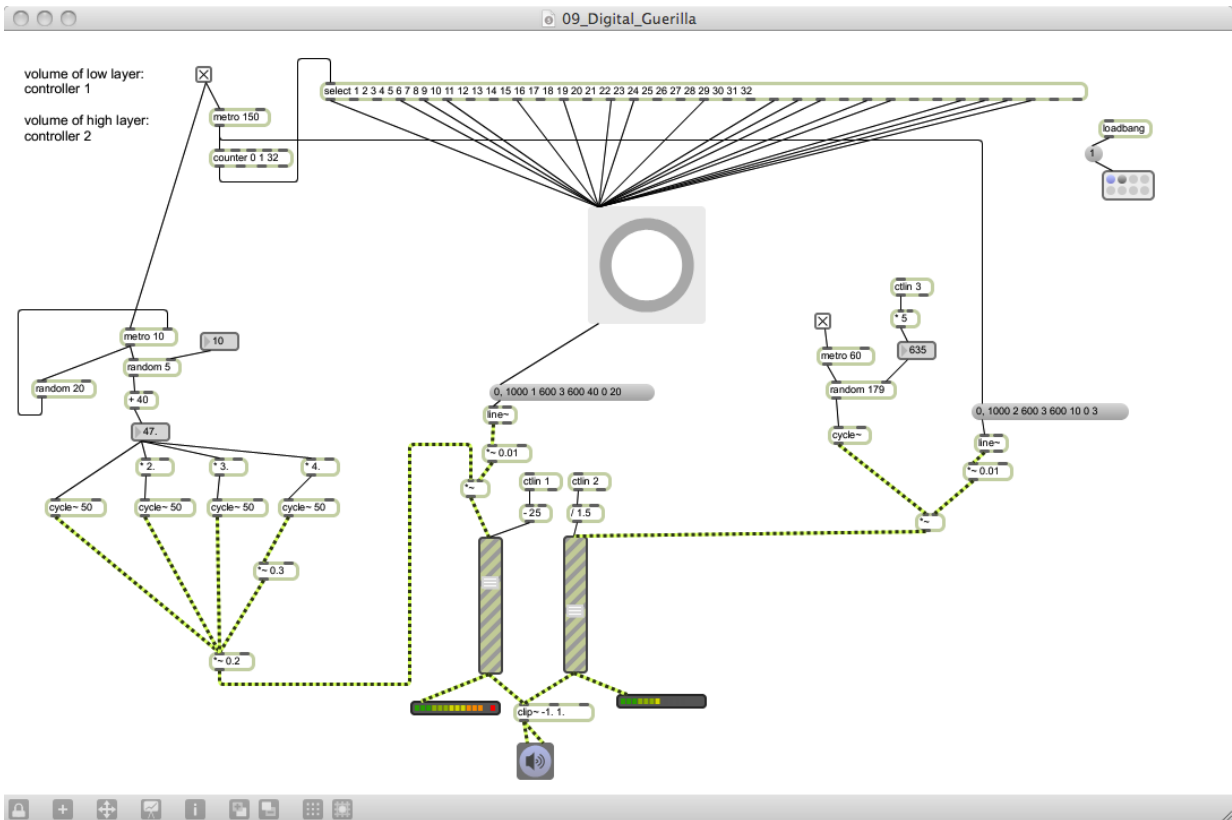 09_Digital_Guerilla
volume of low layer:
controller 1
volume of high layer:
controller 2
select 1 2 3 4 5 6 7 8 9 10 11 12 13 14 15 16 17 18 19 20 21 22 23 24 25 26 27 28 29 30 31 32
metro 150
counter 0 1 32
loadbang
1
ctlin 3
* 5
metro 10
10
metro 60
635
random 5
random 20
random 179
+ 40
0, 1000 1 600 3 600 40 0 20
0, 1000 2 600 3 600 10 0 3
47.
line~
cycle~
line~
* 2.
* 3.
* 4.
*~ 0.01
*~ 0.01
*~
ctlin 1
ctlin 2
cycle~ 50
cycle~ 50
cycle~ 50
cycle~ 50
- 25
/ 1.5
*~
*~ 0.3
*~ 0.2
clip~ -1. 1.